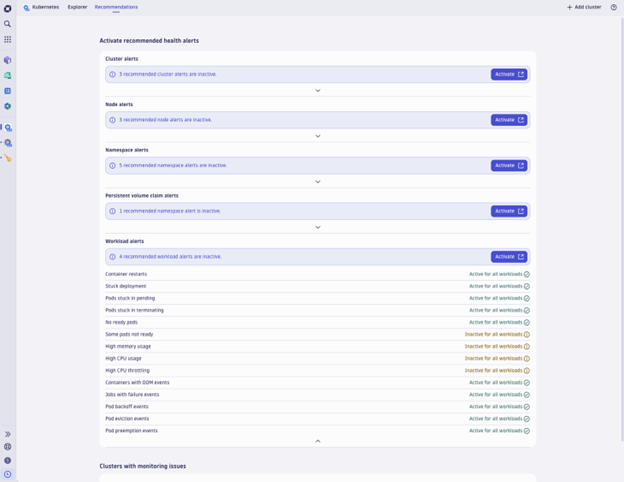 Kubernetes Explorer Recommendations Add cluster
Activate recommended health alerts
Cluster alerts
3 recommended cluster alerts are inactive. Activate
Node alerts
3 recommended node alerts are inactive. Activate
Namespace alerts
5 recommended namespace alerts are inactive. Activate
Persistent volume claim alerts
1 recommended namespace alert is inactive. Activate
Workload alerts
4 recommended workload alerts are inactive. Activate
Container restarts Active for all workloads
Stuck deployment Active for all workloads
Pods stuck in pending Active for all workloads
Pods stuck in terminating Active for all workloads
No ready pods Active for all workloads
Some pods not ready Inactive for all workloads
High memory usage Inactive for all workloads
High CPU usage Inactive for all workloads
High CPU throttling Inactive for all workloads
Containers with OOM events Active for all workloads
Jobs with failure events Active for all workloads
Pod backoff events Active for all workloads
Pod eviction events Active for all workloads
Pod preemption events Active for all workloads
Clusters with monitoring issues